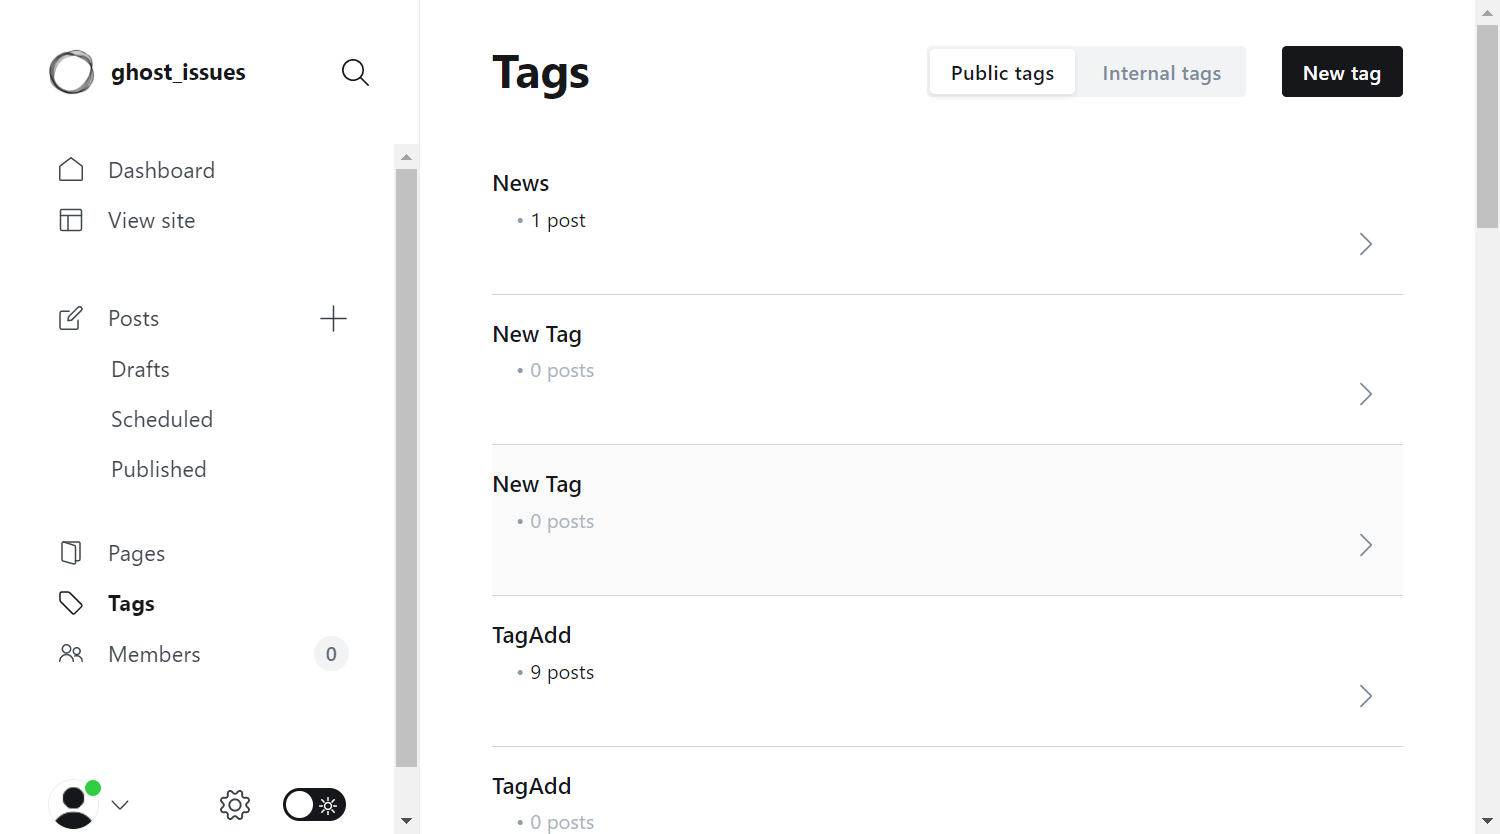 ghost_issues
Dashboard
View site
Posts
Drafts
Scheduled
Published
Pages
Tags
Members 0
Tags
Public tags Internal tags New tag
News
• 1 post
New Tag
• 0 posts
New Tag
• 0 posts
TagAdd
• 9 posts
TagAdd
• 0 posts